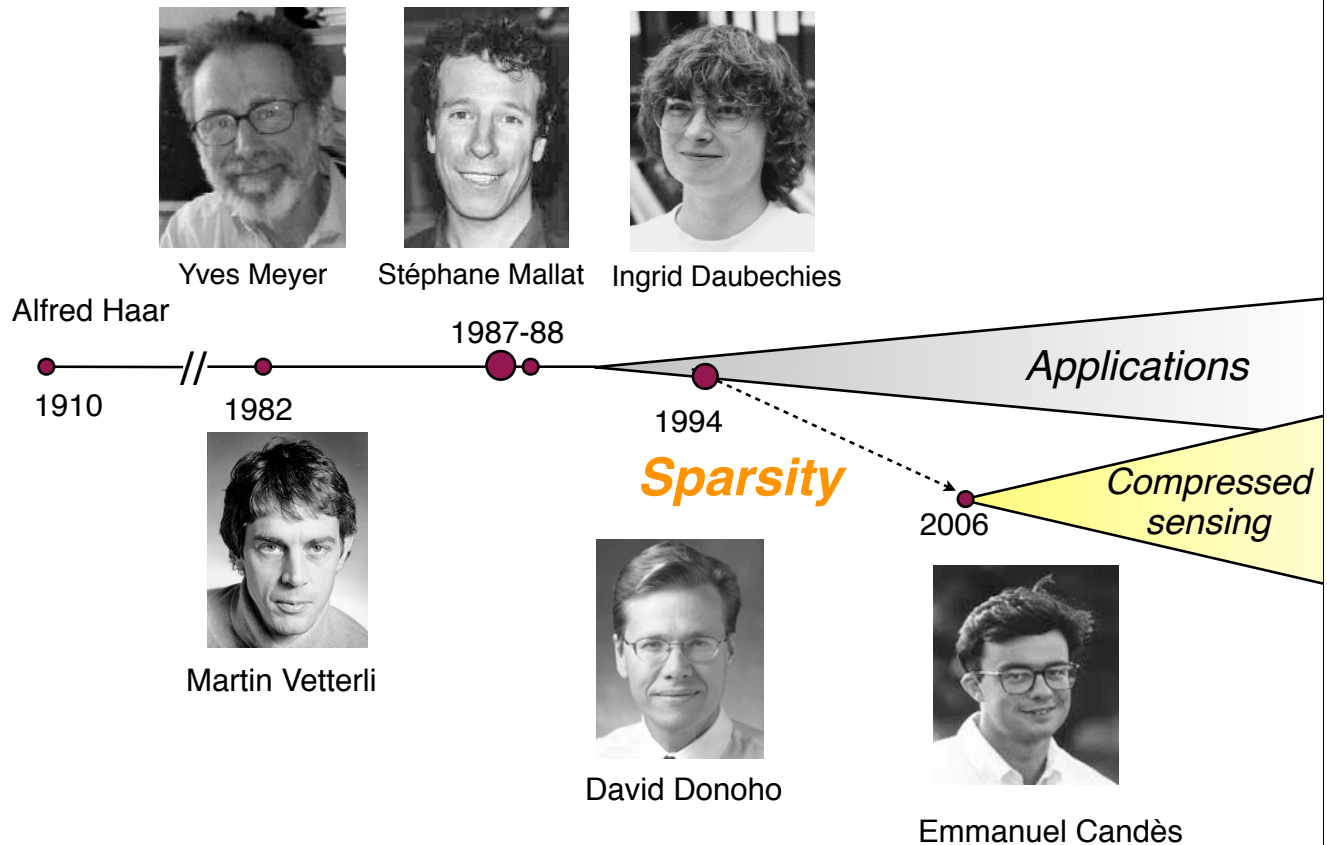 Yves Meyer
Stéphane Mallat
Ingrid Daubechies
Alfred Haar
1987-88
//
Applications
1910
1982
1994
Sparsity
Compressed
sensing
2006
Martin Vetterli
David Donoho
Emmanuel Candès